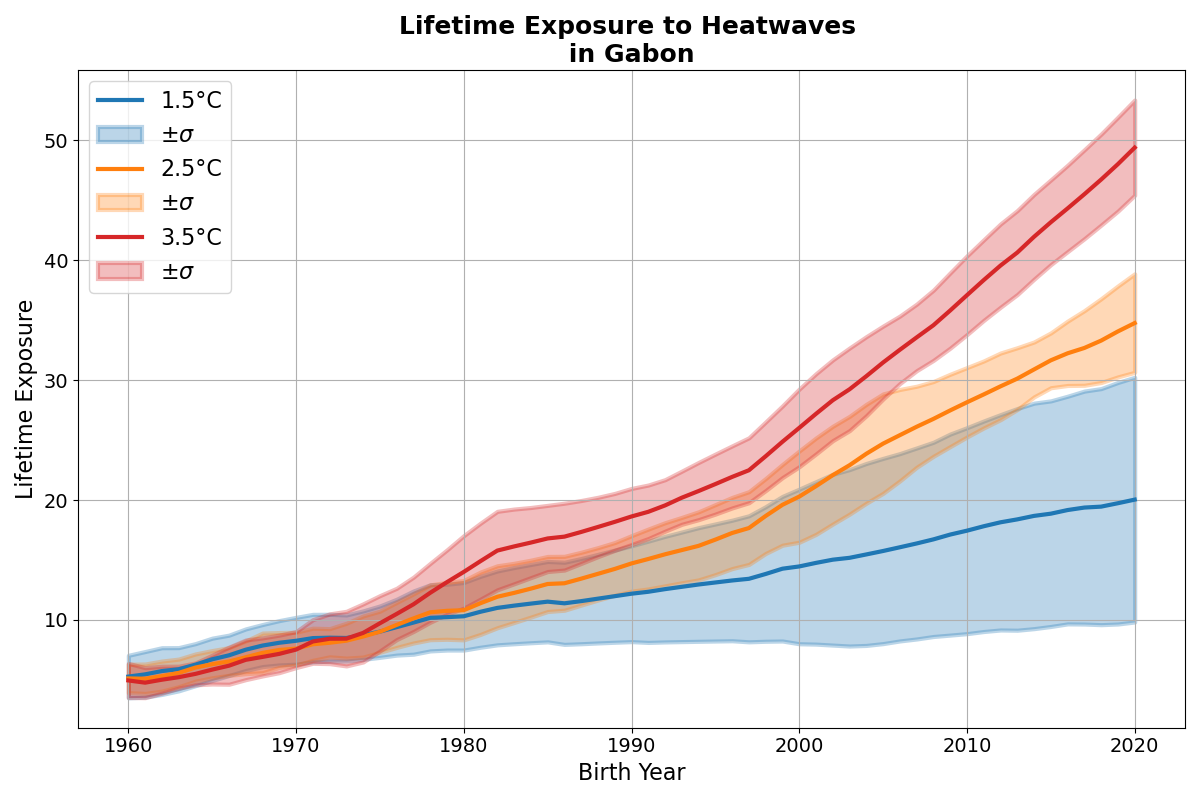 Lifetime Exposure to Heatwaves
in Gabon
1.5°C
±σ
2.5°C
±σ
3.5°C
±σ
Lifetime Exposure
50
40
30
20
10
1960 1970 1980 1990 2000 2010 2020
Birth Year